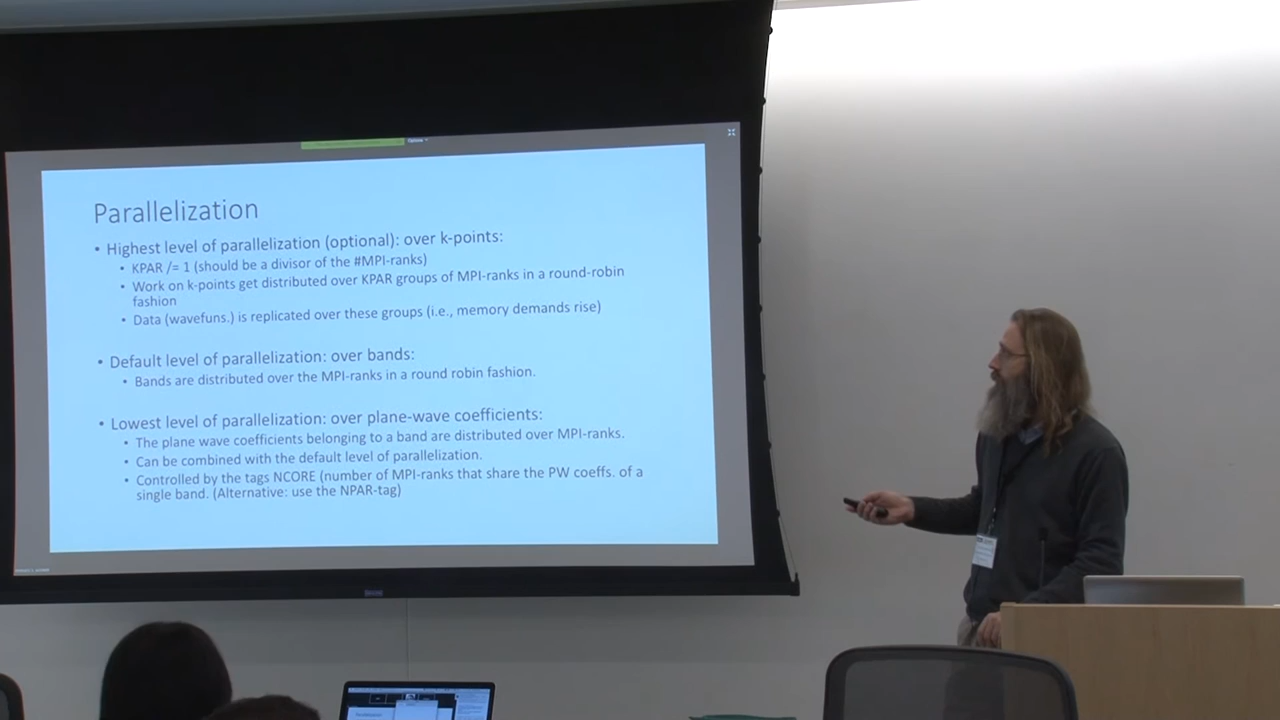 Options
Parallelization
• Highest level of parallelization (optional): over k-points:
• KPAR /= 1 (should be a divisor of the #MPI-ranks)
• Work on k-points get distributed over KPAR groups of MPI-ranks in a round-robin
fashion
• Data (wavefuns.) is replicated over these groups (i.e., memory demands rise)
• Default level of parallelization: over bands:
• Bands are distributed over the MPI-ranks in a round robin fashion.
• Lowest level of parallelization: over plane-wave coefficients:
• The plane wave coefficients belonging to a band are distributed over MPI-ranks.
• Can be combined with the default level of parallelization.
• Controlled by the tags NCORE (number of MPI-ranks that share the PW coeffs. of a
single band. (Alternative: use the NPAR-tag)